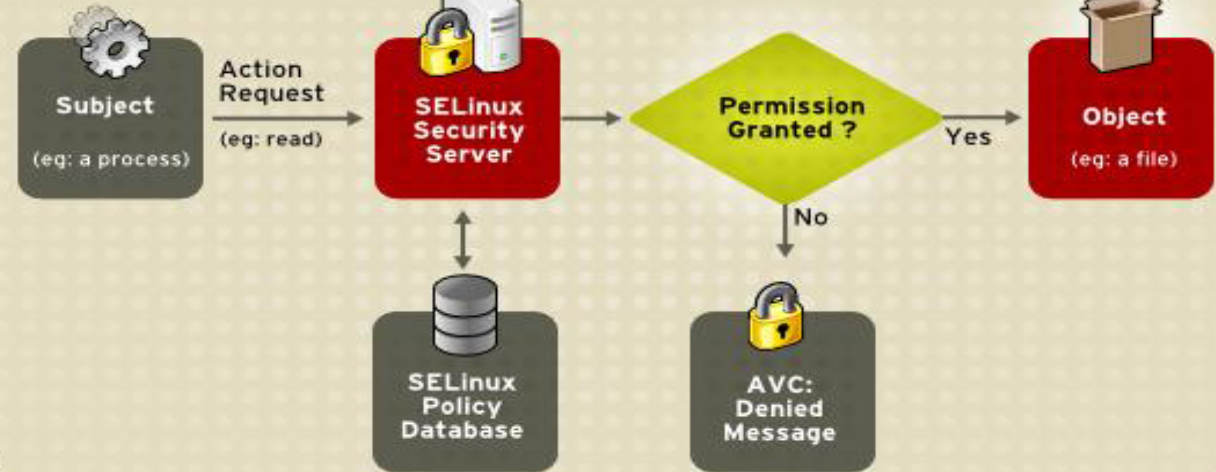 Subject
(eg: a process)
Action
Request
(eg: read)
SELinux
Security
Server
Permission
Granted ?
Yes
Object
(eg: a file)
No
SELinux
Policy
Database
AVC:
Denied
Message